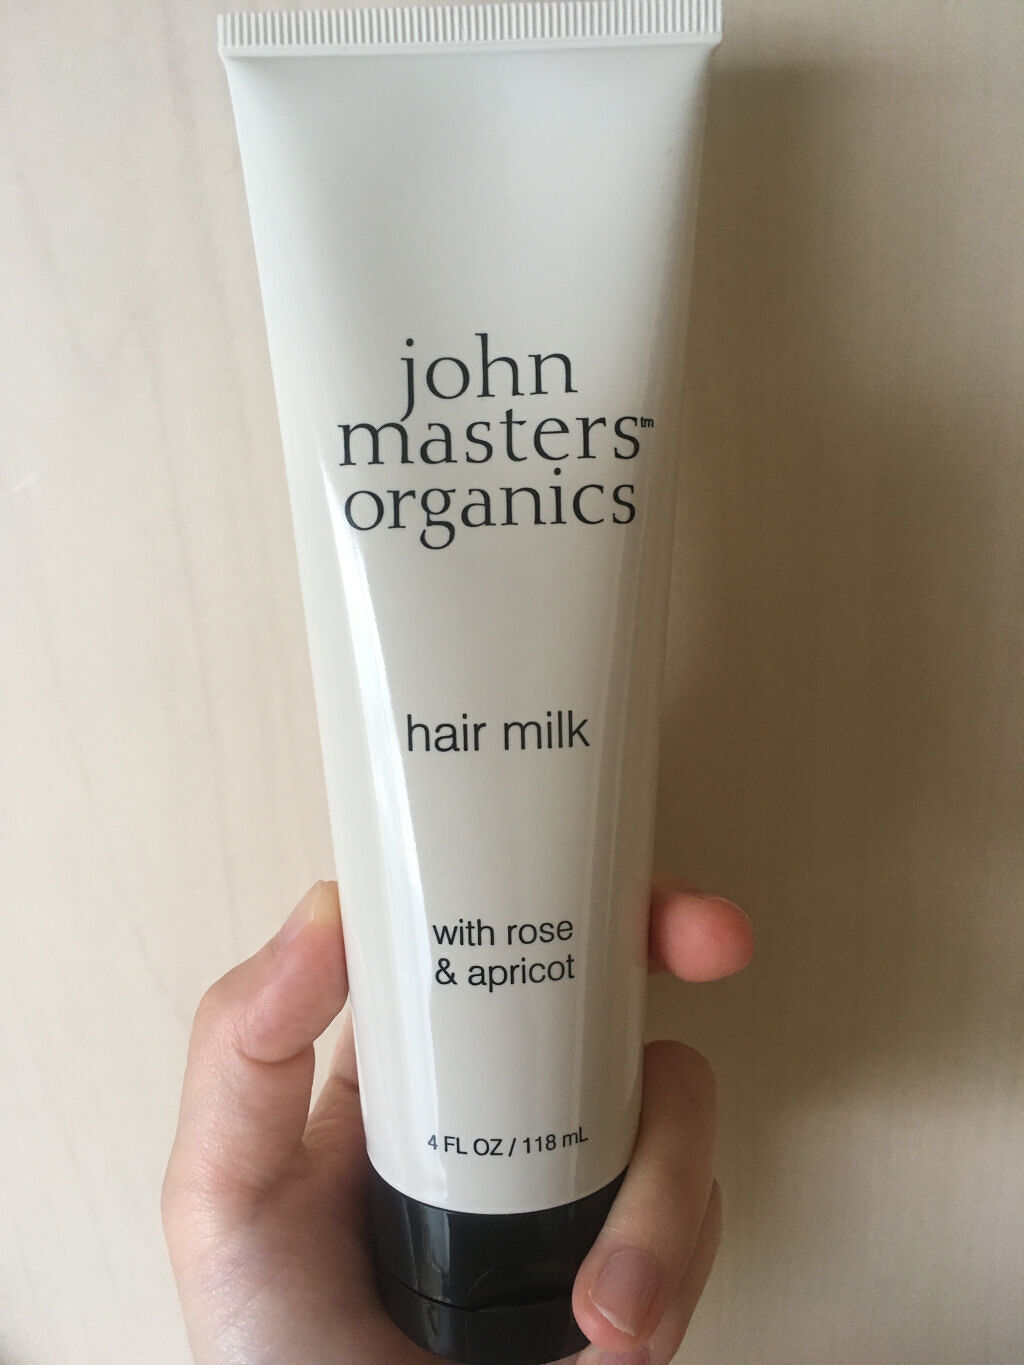 john
masters™
organics
hair milk
with rose
& apricot
4 FL OZ / 118 mL